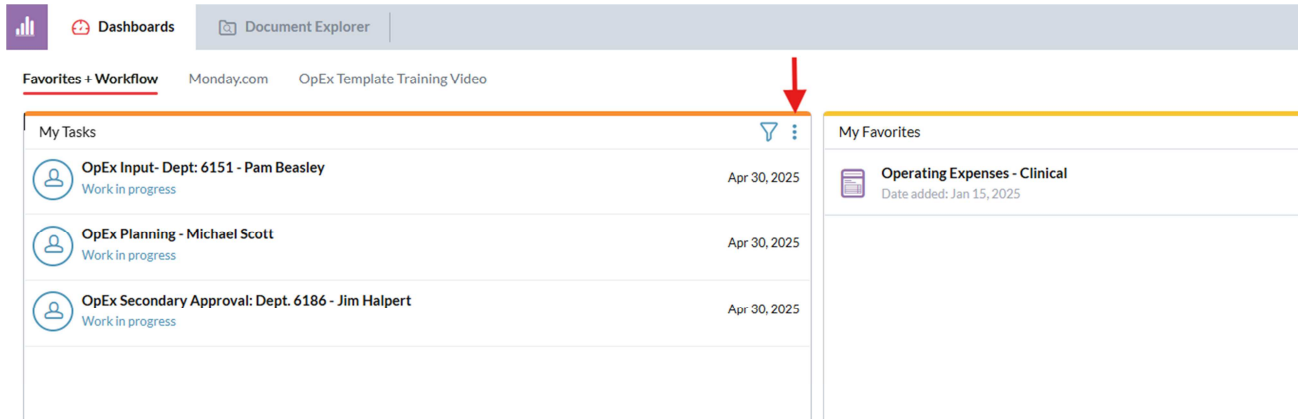 Dashboards
Document Explorer
Favorites + Workflow
Monday.com
OpEx Template Training Video
My Tasks
OpEx Input- Dept: 6151 - Pam Beasley
Work in progress
Apr 30, 2025
OpEx Planning - Michael Scott
Work in progress
Apr 30, 2025
OpEx Secondary Approval: Dept. 6186 - Jim Halpert
Work in progress
Apr 30, 2025
My Favorites
Operating Expenses - Clinical
Date added: Jan 15, 2025